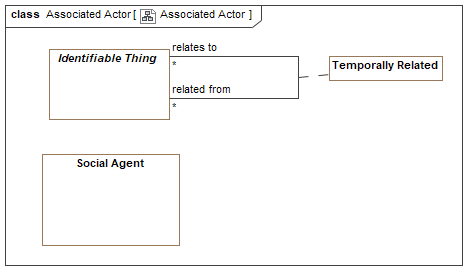 class Associated Actor [ Associated Actor ]
Identifiable Thing
relates to
*
related from
*
Temporally Related
Social Agent